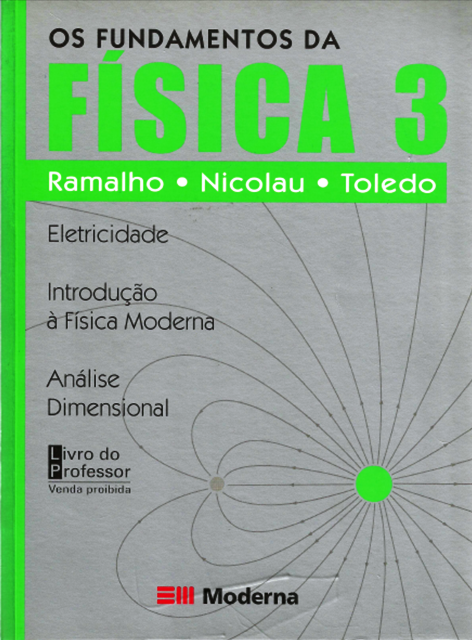 OS FUNDAMENTOS DA
FÍSICA 3
Ramalho • Nicolau • Toledo
Eletricidade
Introdução
à Física Moderna
Análise
Dimensional
Livro do
Professor
Venda proibida
Moderna